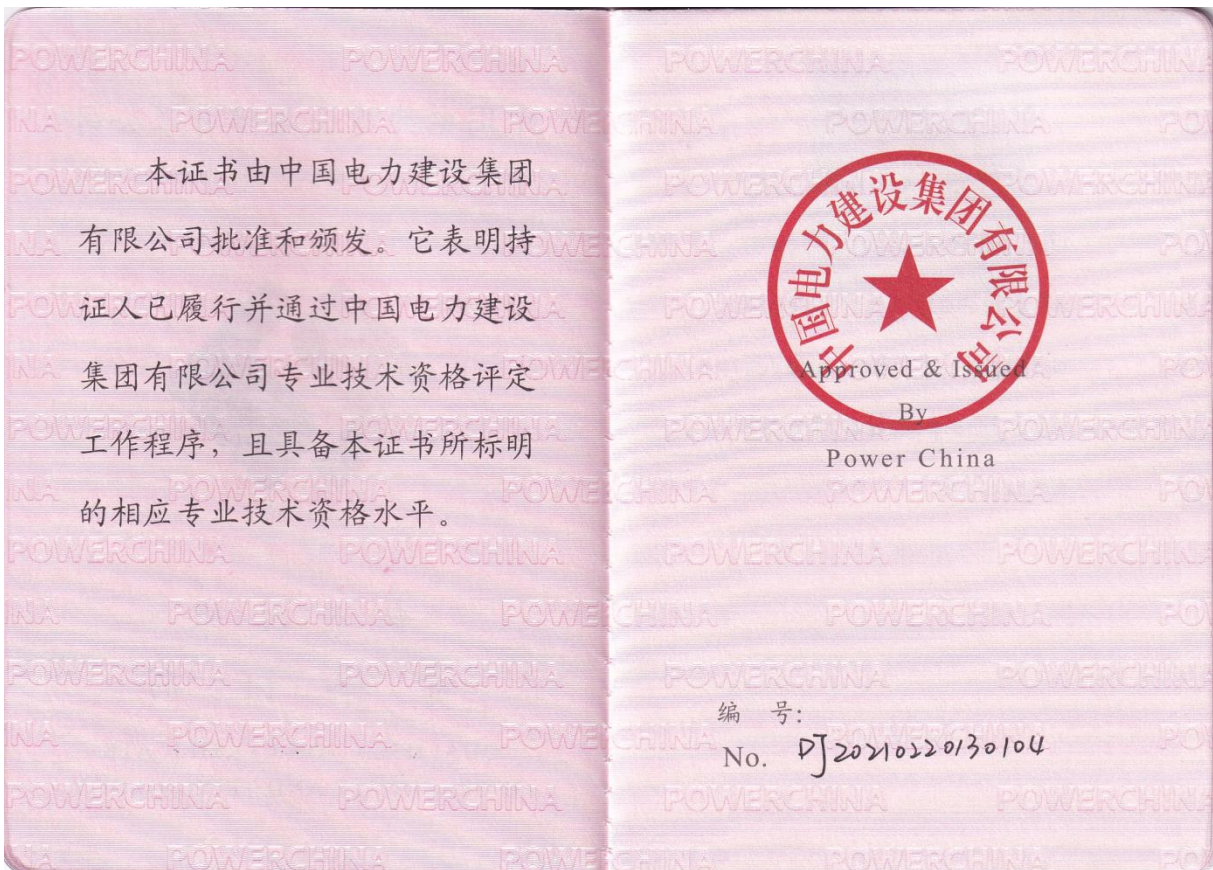 本证书由中国电力建设集团
有限公司批准和颁发。它表明持
证人已履行并通过中国电力建设
集团有限公司专业技术资格评定
工作程序，且具备本证书所标明
的相应专业技术资格水平。
中国电力建设集团有限公司
Approved & Issued
By
Power China
编 号:
No. DJ20210220130104
POWERCHINA